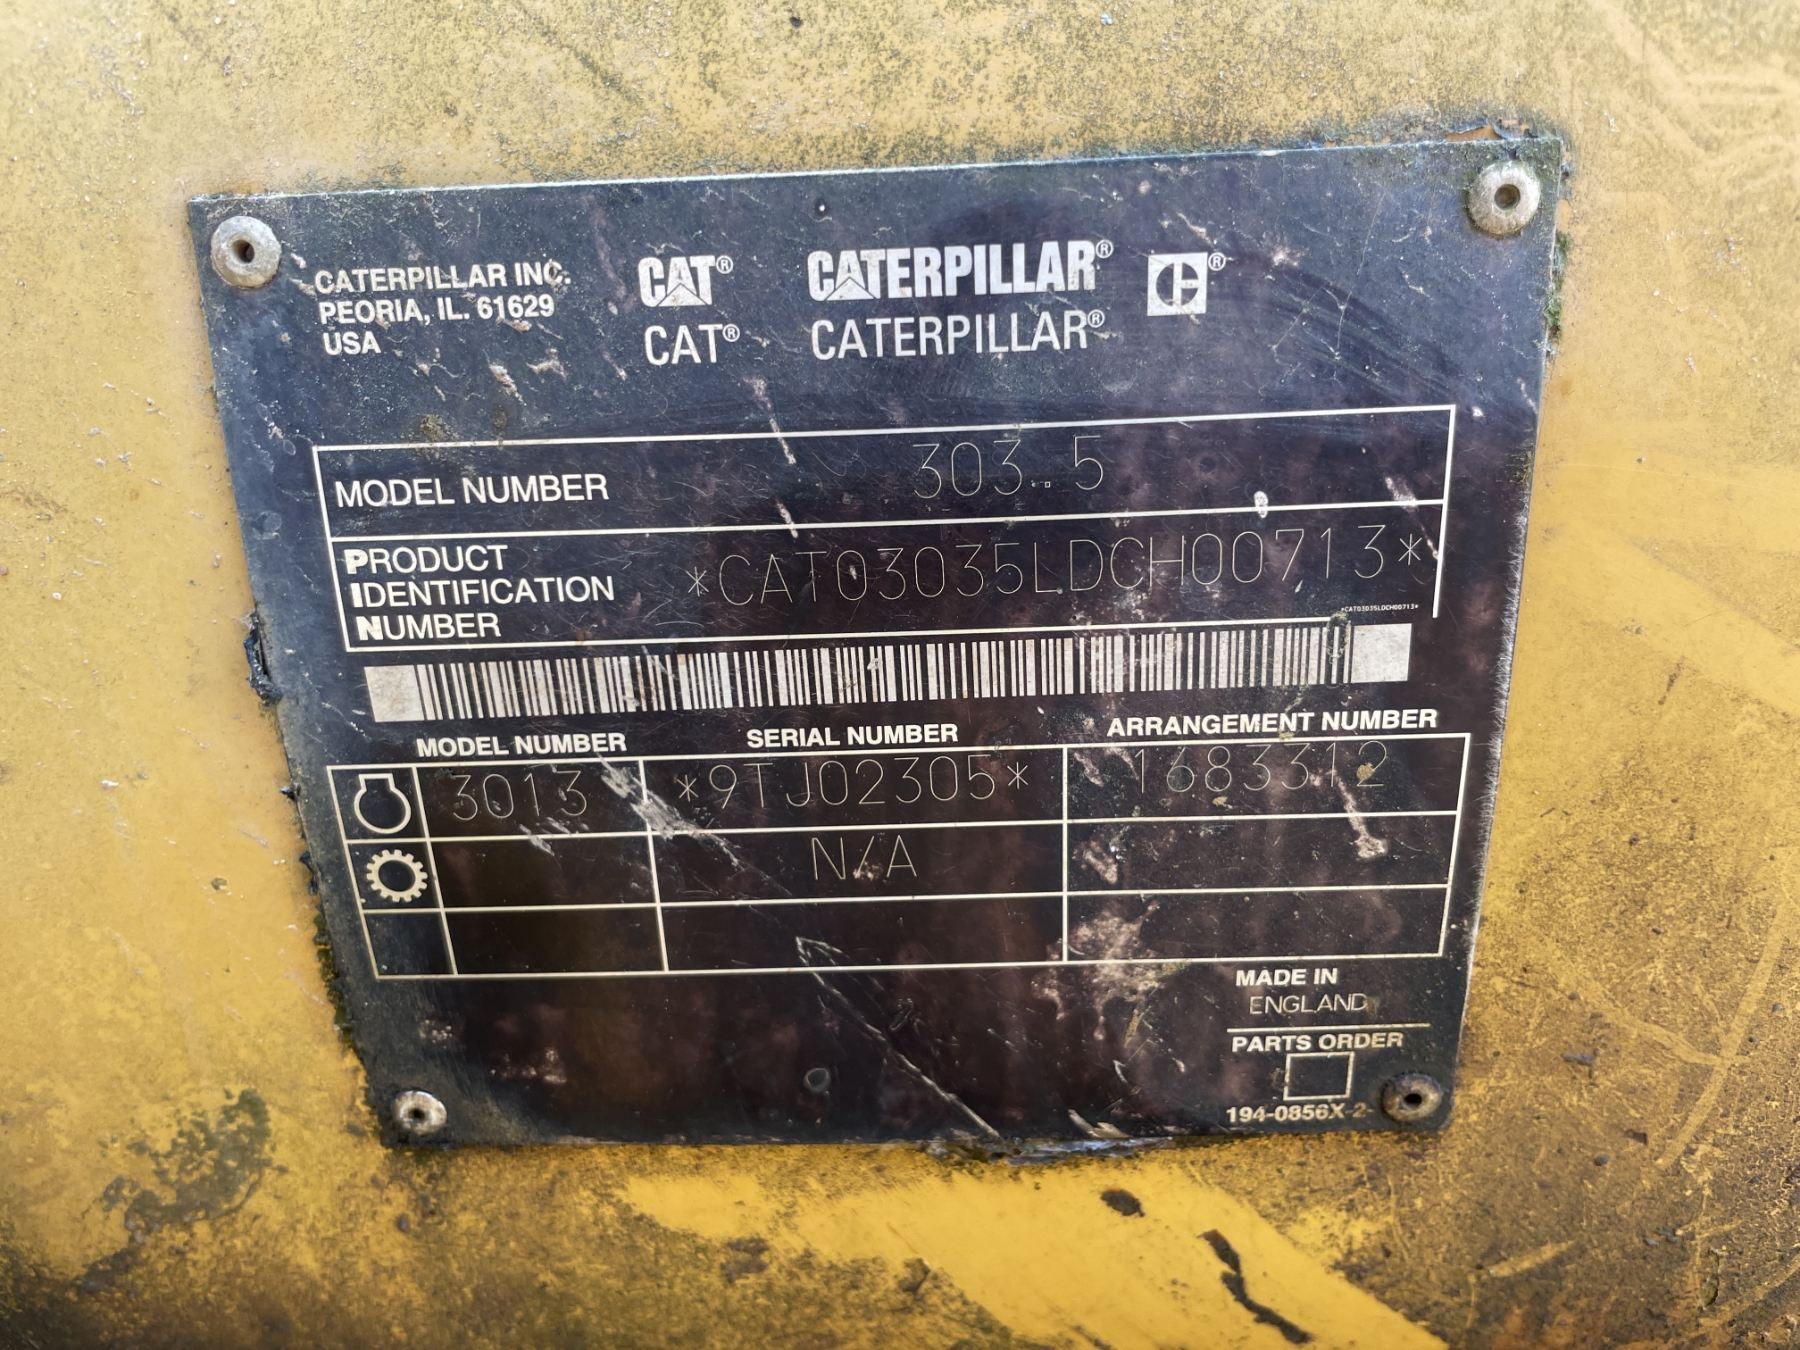 CATERPILLAR INC.
PEORIA, IL. 61629
USA
CAT® CATERPILLAR® ®
CAT® CATERPILLAR®
MODEL NUMBER 303..5
PRODUCT
IDENTIFICATION
NUMBER
*CAT03035LDCH00713*
*CAT03035LDCH00713*
MODEL NUMBER SERIAL NUMBER ARRANGEMENT NUMBER
3013 *9TJ02305* 1683312
N/A
MADE IN
ENGLAND
PARTS ORDER
194-0856X-2